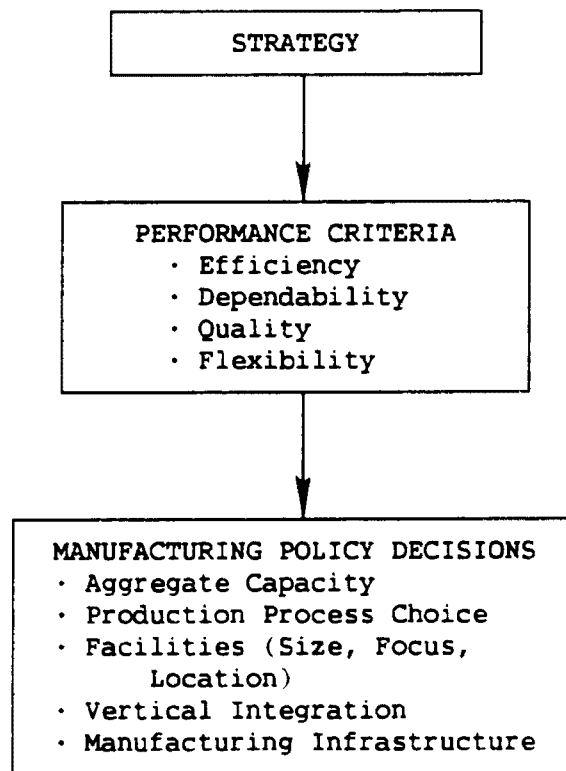 STRATEGY
PERFORMANCE CRITERIA
· Efficiency
· Dependability
· Quality
· Flexibility
MANUFACTURING POLICY DECISIONS
· Aggregate Capacity
· Production Process Choice
· Facilities (Size, Focus,
Location)
· Vertical Integration
· Manufacturing Infrastructure